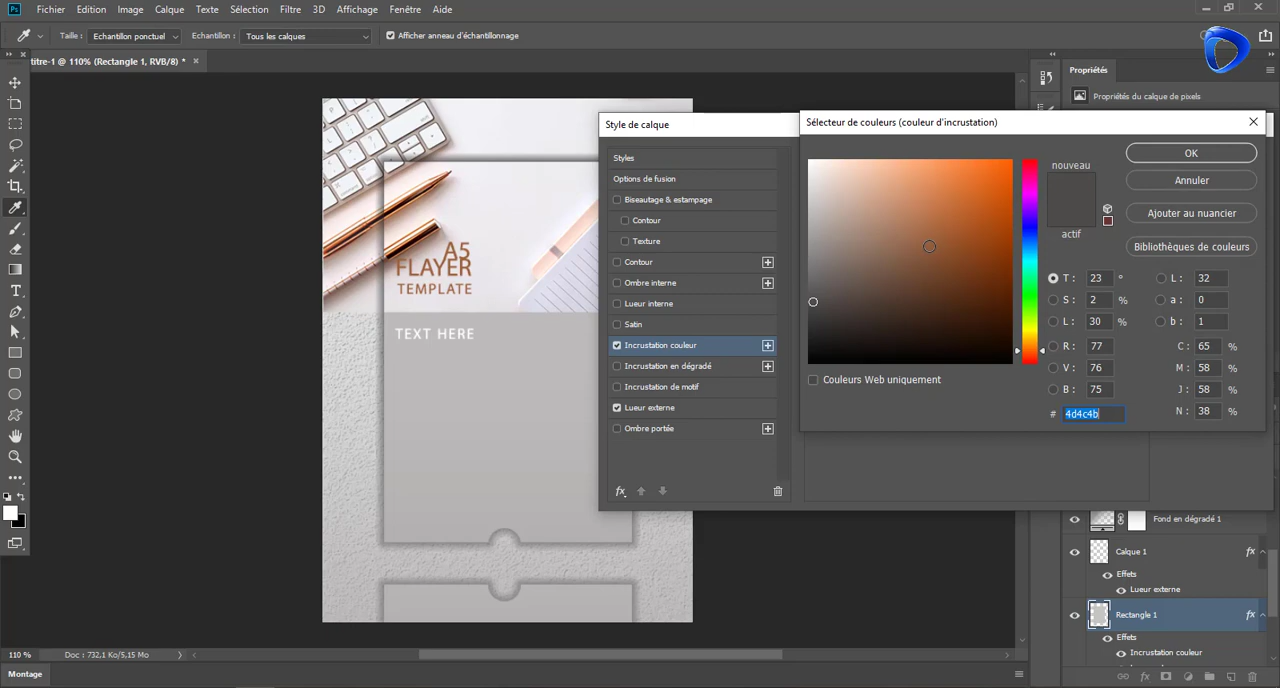 Ps Fichier Edition Image Calque Texte Sélection Filtre 3D Affichage Fenêtre Aide
Taille : Echantillon ponctuel Echantillon : Tous les calques Afficher anneau d'échantillonnage
titre-1 @ 110% (Rectangle 1, RVB/8) *
Propriétés
Propriétés du calque de pixels
Style de calque
Styles
Options de fusion
Biseautage & estampage
Contour
Texture
Contour
Ombre interne
Lueur interne
Satin
Incrustation couleur
Incrustation en dégradé
Incrustation de motif
Lueur externe
Ombre portée
fx
Sélecteur de couleurs (couleur d'incrustation)
nouveau
actif
OK
Annuler
Ajouter au nuancier
Bibliothèques de couleurs
T : 23 °
S : 2 %
L : 30 %
R : 77
V : 76
B : 75
# 4d4c4b
L : 32
a : 0
b : 1
C : 65 %
M : 58 %
J : 58 %
N : 38 %
Couleurs Web uniquement
A5
FLAYER
TEMPLATE
TEXT HERE
Fond en dégradé 1
Calque 1 fx
Effets
Lueur externe
Rectangle 1 fx
Effets
Incrustation couleur
fx
110 % Doc : 732,1 Ko/5,15 Mo
Montage